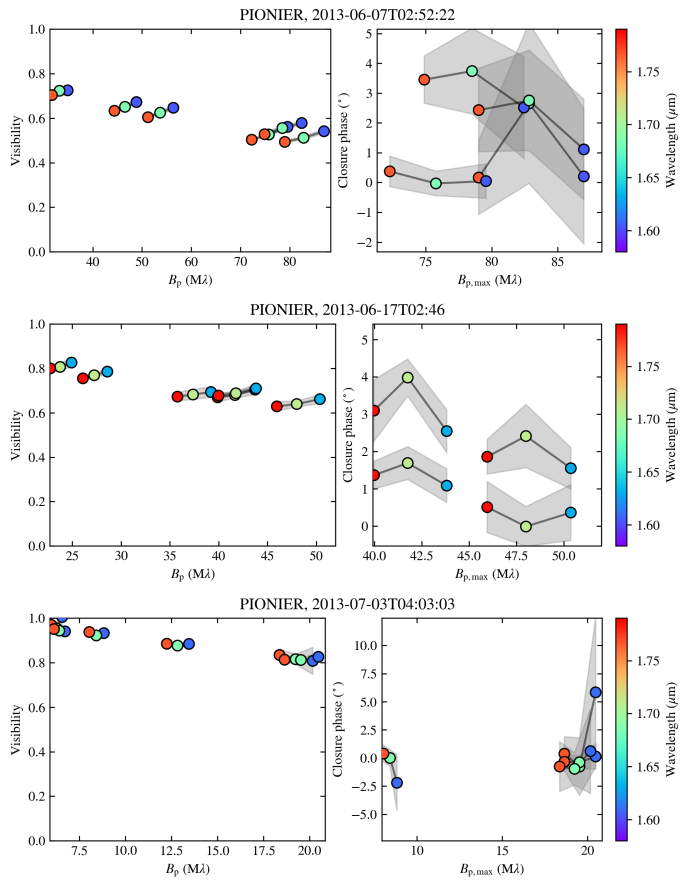 PIONIER, 2013-06-07T02:52:22
1.0
0.8
0.6
0.4
0.2
0.0
Visibility
40 50 60 70 80
Bp (Mλ)
5
4
3
2
1
0
−1
−2
Closure phase (°)
75 80 85
Bp,max (Mλ)
1.75
1.70
1.65
1.60
Wavelength (μm)
PIONIER, 2013-06-17T02:46
1.0
0.8
0.6
0.4
0.2
0.0
Visibility
25 30 35 40 45 50
Bp (Mλ)
5
4
3
2
1
0
Closure phase (°)
40.0 42.5 45.0 47.5 50.0
Bp,max (Mλ)
1.75
1.70
1.65
1.60
Wavelength (μm)
PIONIER, 2013-07-03T04:03:03
1.0
0.8
0.6
0.4
0.2
0.0
Visibility
7.5 10.0 12.5 15.0 17.5 20.0
Bp (Mλ)
10.0
7.5
5.0
2.5
0.0
−2.5
−5.0
Closure phase (°)
10 15 20
Bp,max (Mλ)
1.75
1.70
1.65
1.60
Wavelength (μm)